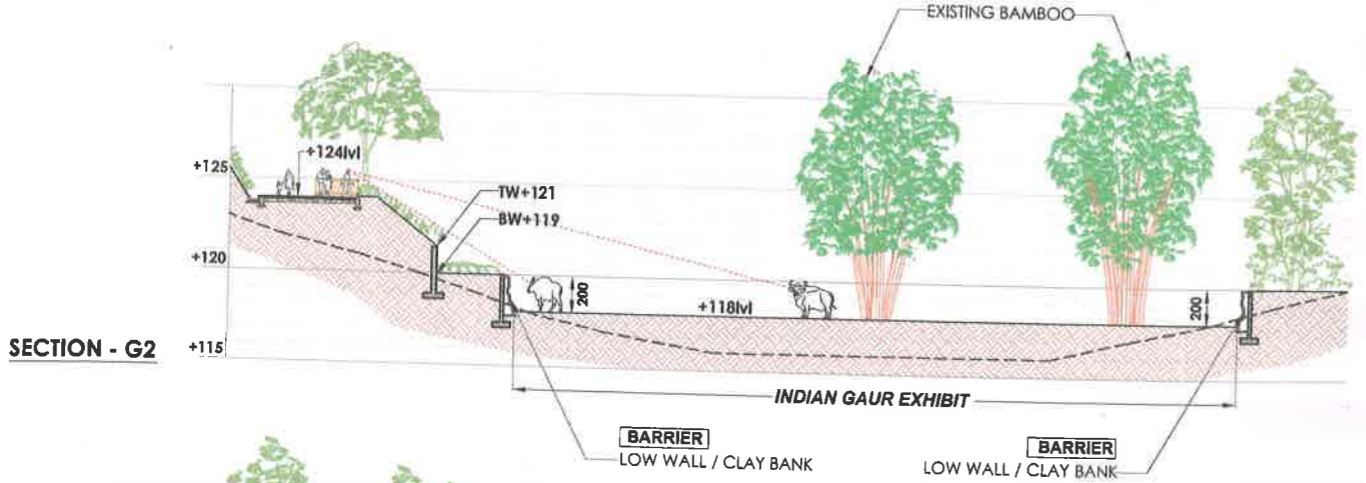 EXISTING BAMBOO
+124lvl
+125
TW+121
BW+119
+120
200
+118lvl
200
SECTION - G2
+115
INDIAN GAUR EXHIBIT
BARRIER
LOW WALL / CLAY BANK
BARRIER
LOW WALL / CLAY BANK